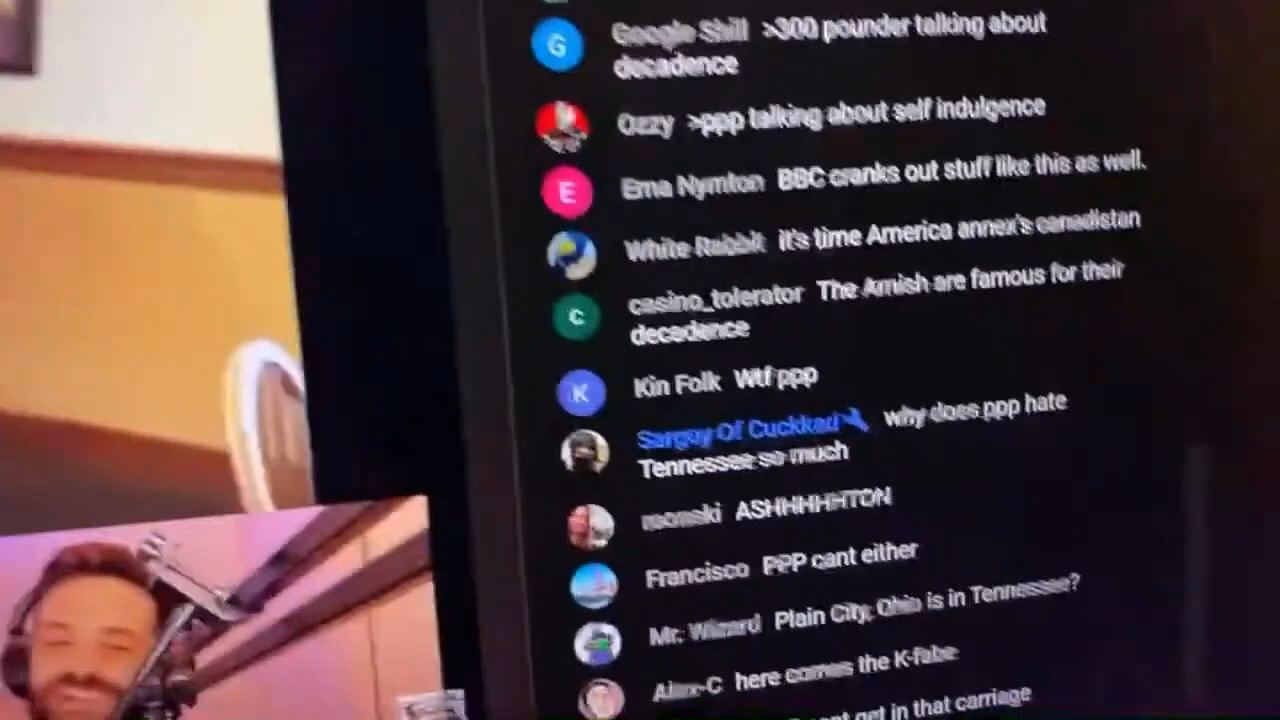 Google Shill >300 pounder talking about
decadence
Ozzy >ppp talking about self indulgence
Ema Nymton BBC cranks out stuff like this as well.
White Rabbit it's time America annex's canadistan
casino_tolerator The Amish are famous for their
decadence
Kin Folk Wtf ppp
Sargoy Of Cuckkad why does ppp hate
Tennessee so much
monski ASHHHHHTON
Francisco PPP cant either
Mr. Wizard Plain City, Ohio is in Tennessee?
Alex-C here comes the K-fabe
get in that carriage
G
E
C
K